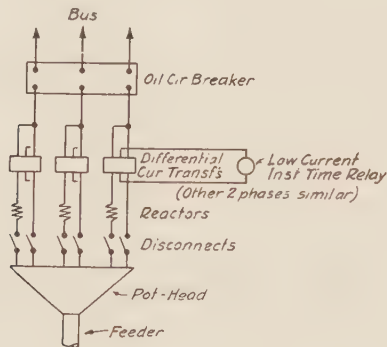 Bus
Oil Cir Breaker
Differential
Cur Transfs
Low Current
Inst Time Relay
(Other 2 phases similar)
Reactors
Disconnects
Pot-Head
Feeder